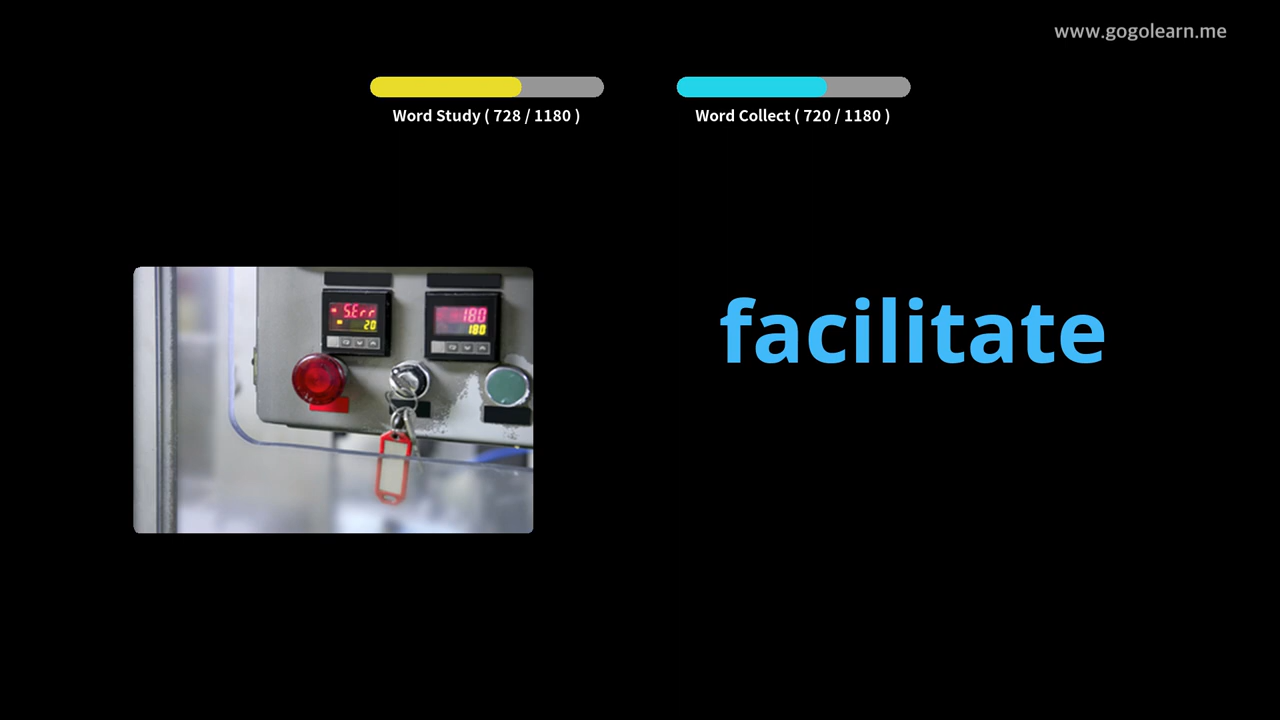 www.gogolearn.me
Word Study ( 728 / 1180 )
Word Collect ( 720 / 1180 )
facilitate
SErr
20
180
180